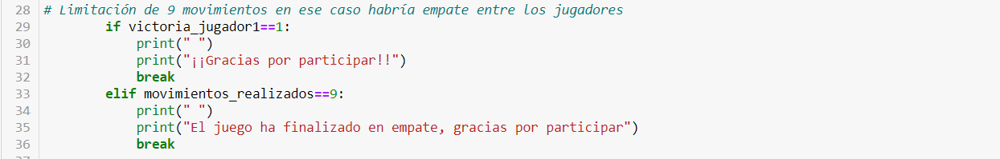 28 # Limitación de 9 movimientos en ese caso habría empate entre los jugadores
29 if victoria_jugador1==1:
30 print(" ")
31 print("¡¡Gracias por participar!!")
32 break
33 elif movimientos_realizados==9:
34 print(" ")
35 print("El juego ha finalizado en empate, gracias por participar")
36 break